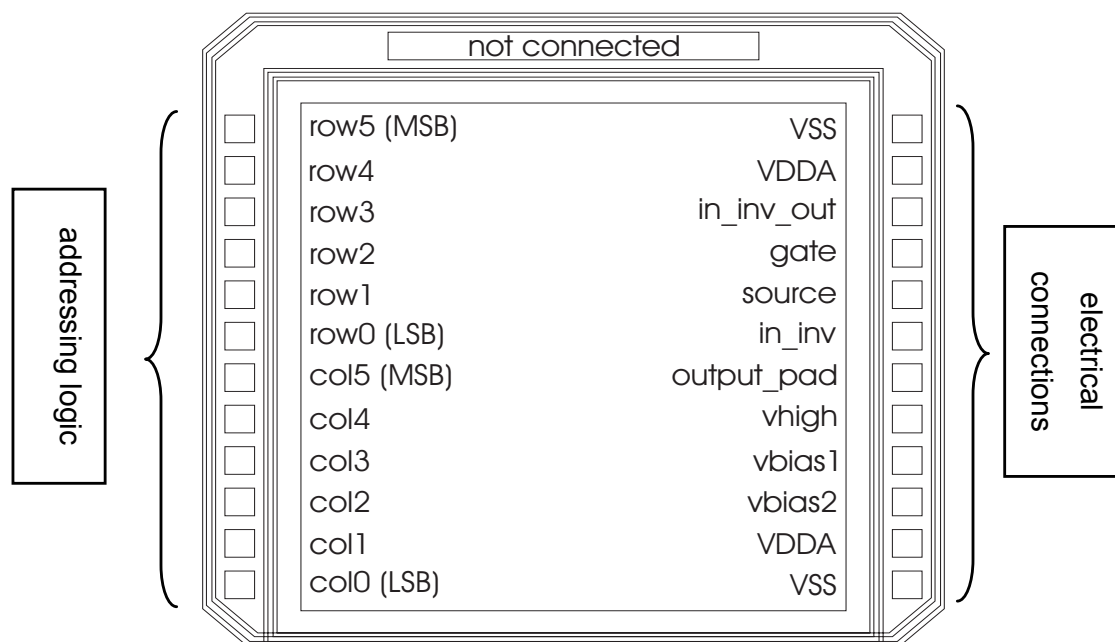 not connected
addressing logic
row5 (MSB)
VSS
row4
VDDA
row3
in_inv_out
row2
gate
row1
source
row0 (LSB)
in_inv
col5 (MSB)
output_pad
col4
vhigh
col3
vbias1
col2
vbias2
col1
VDDA
col0 (LSB)
VSS
electrical
connections